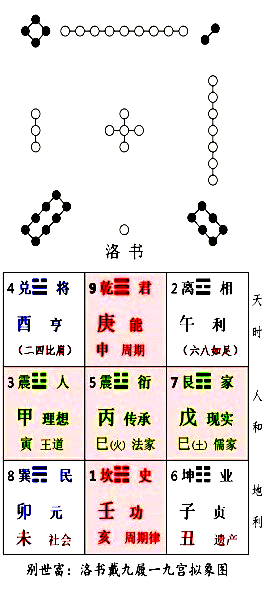 洛书
4 兑 将 9 乾 君 2 离 相 天时
酉 亨 庚 能 午 利
(二四比肩) 申 周期 (六八如足)
3 震 人 5 震 衍 7 艮 家 人和
甲 理想 丙 传承 戊 现实
寅 王道 巳(火) 法家 巳(土) 儒家
8 巽 民 1 坎 史 6 坤 业 地利
卯 元 壬 功 子 贞
未 社会 亥 周期律 丑 遗产
别世富：洛书戴九履一九宫拟象图